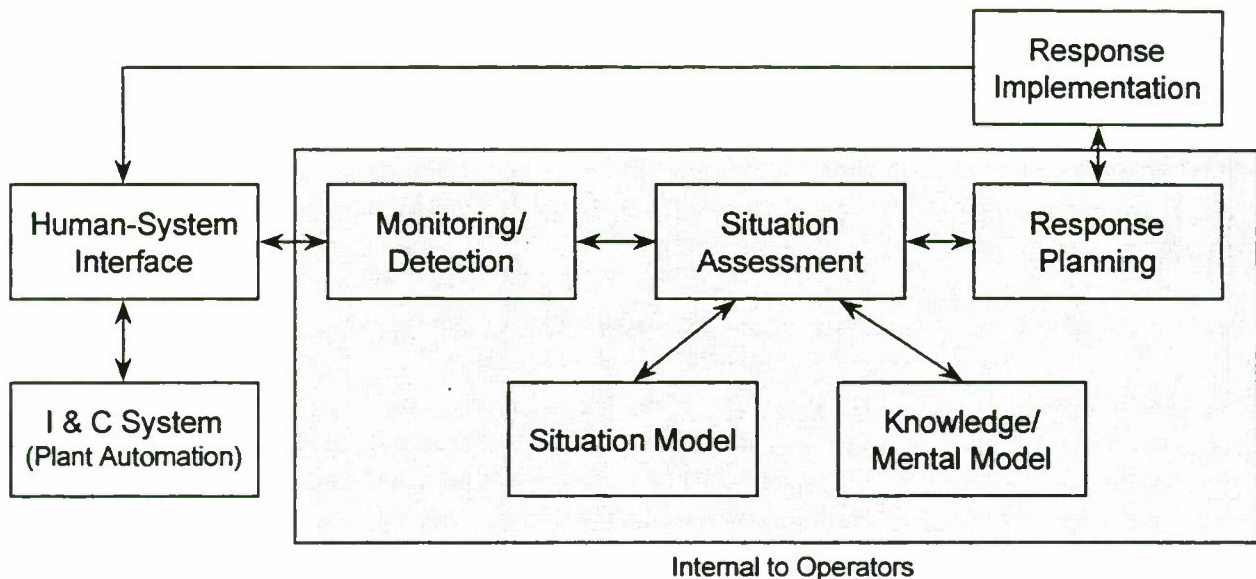 Response
Implementation
Human-System
Interface
Monitoring/
Detection
Situation
Assessment
Response
Planning
I & C System
(Plant Automation)
Situation Model
Knowledge/
Mental Model
Internal to Operators